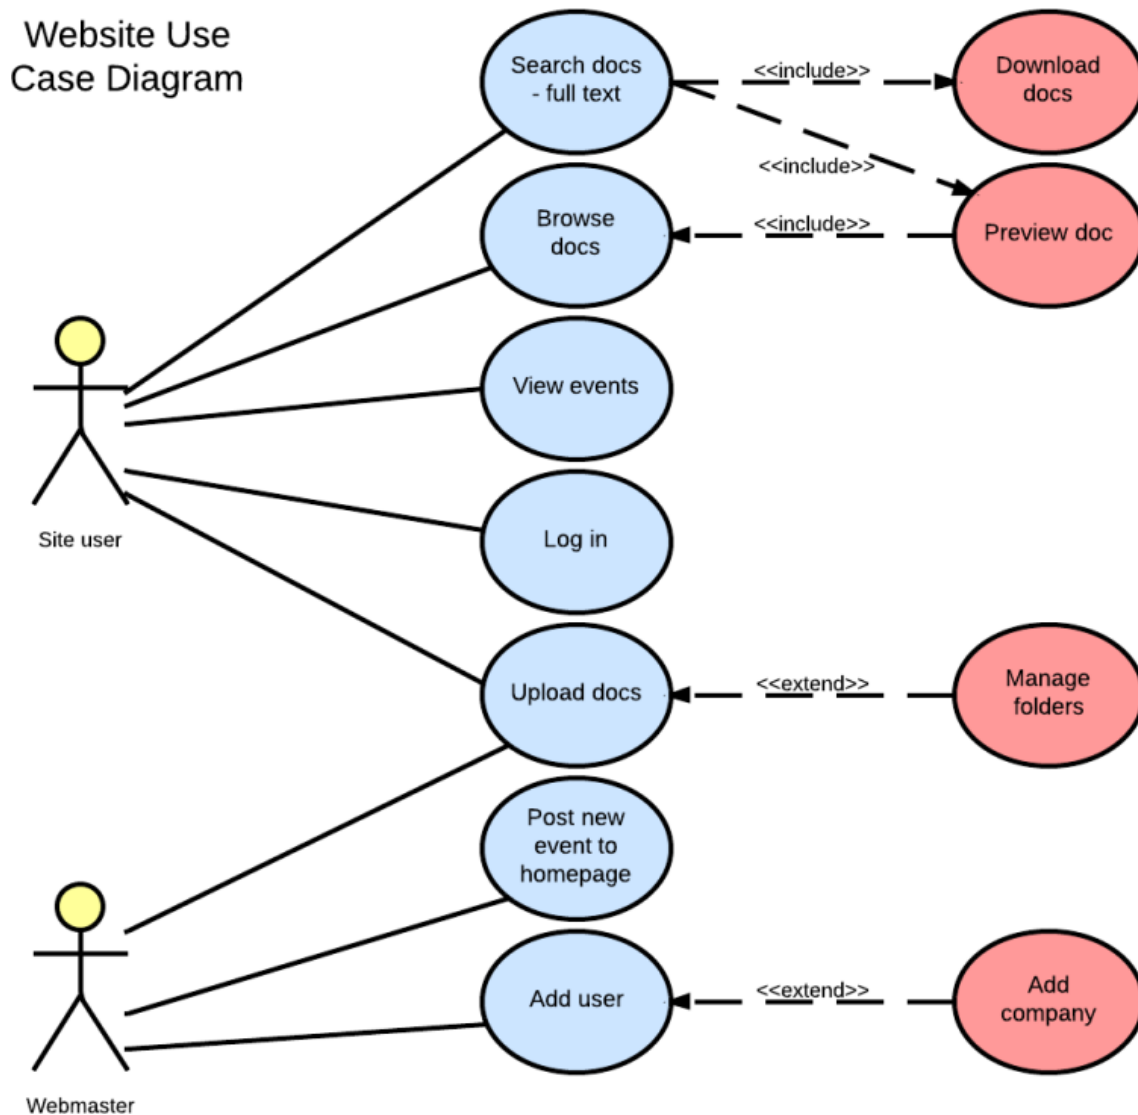 Website Use
Case Diagram
Search docs
- full text
<<include>>
Download
docs
<<include>>
Browse
docs
<<include>>
Preview doc
View events
Site user
Log in
Upload docs
<<extend>>
Manage
folders
Post new
event to
homepage
Add user
<<extend>>
Add
company
Webmaster